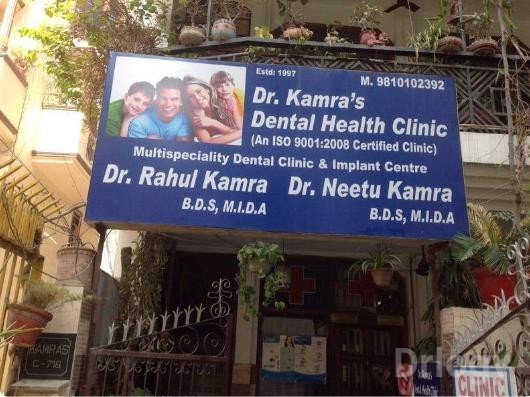 Estd: 1997
M. 9810102392
Dr. Kamra's
Dental Health Clinic
(An ISO 9001:2008 Certified Clinic)
Multispeciality Dental Clinic & Implant Centre
Dr. Rahul Kamra Dr. Neetu Kamra
B.D.S, M.I.D.A B.D.S, M.I.D.A
KAMRA'S
C-716
CLINIC